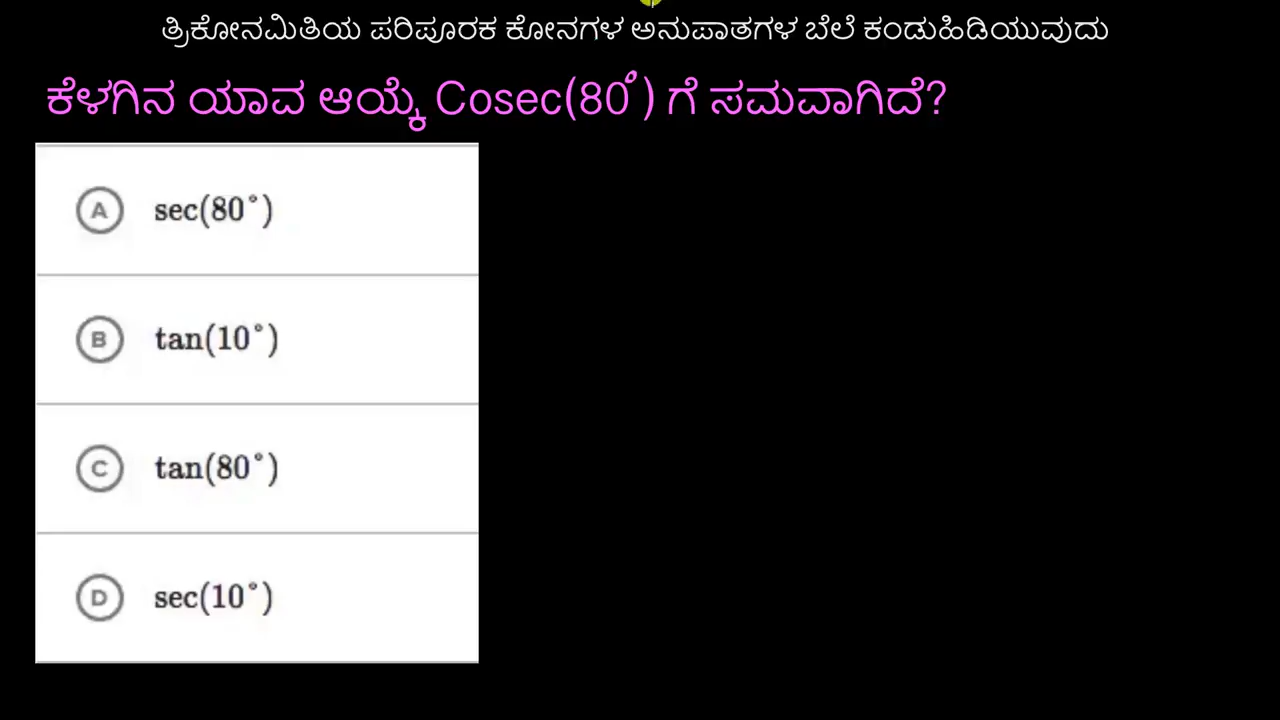 ತ್ರಿಕೋನಮಿತಿಯ ಪರಿಪೂರಕ ಕೋನಗಳ ಅನುಪಾತಗಳ ಬೆಲೆ ಕಂಡುಹಿಡಿಯುವುದು
ಕೆಳಗಿನ ಯಾವ ಆಯ್ಕೆ Cosec(80°) ಗೆ ಸಮವಾಗಿದೆ?
A sec(80°)
B tan(10°)
C tan(80°)
D sec(10°)